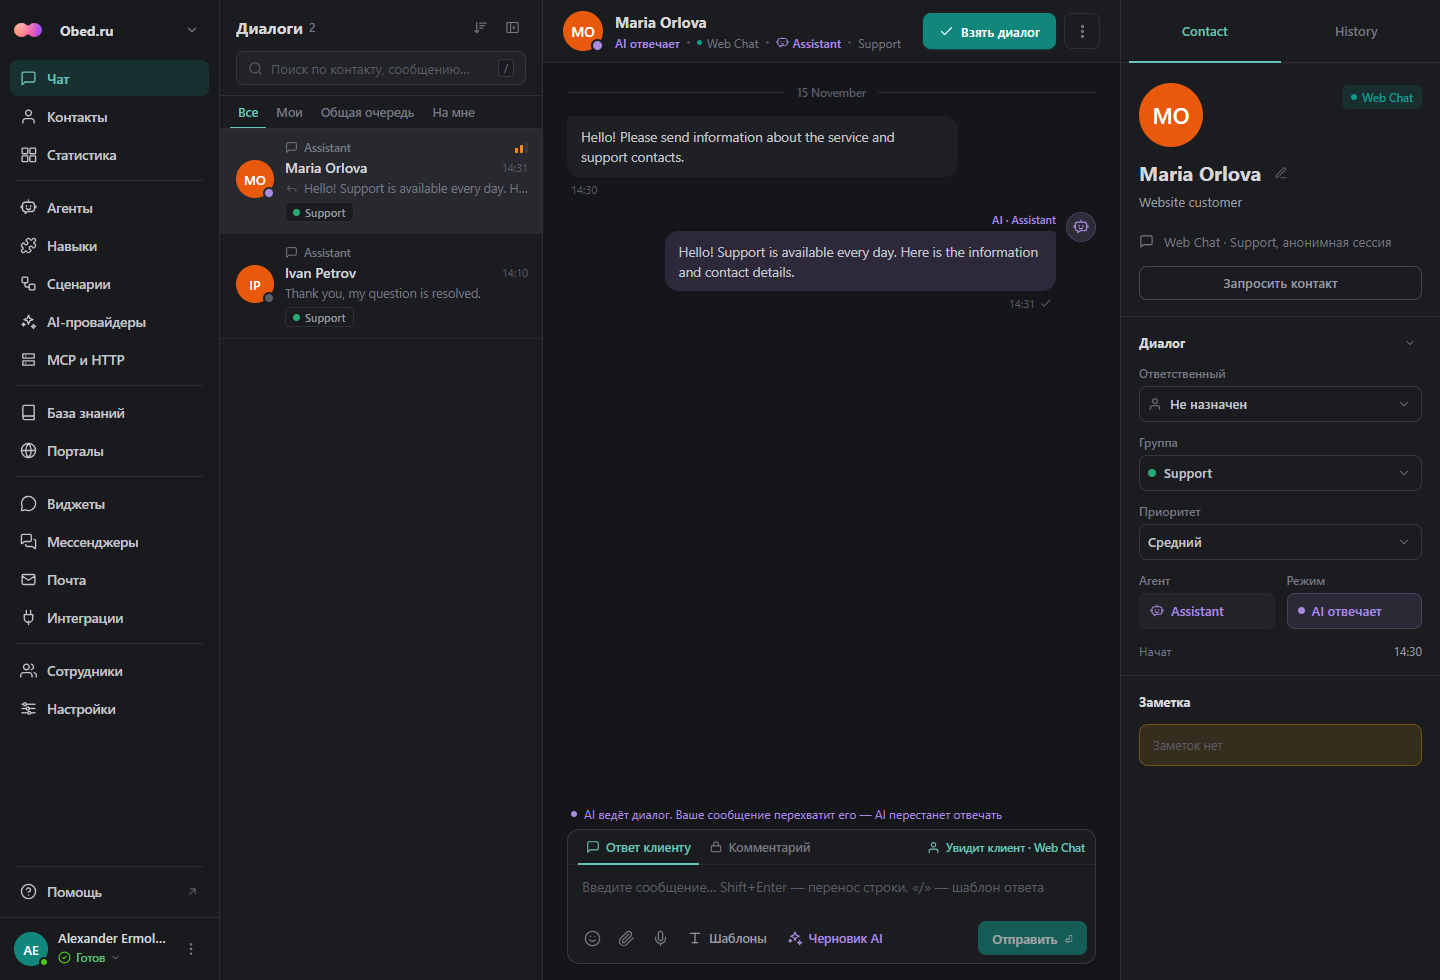 Obed.ru
Чат
Контакты
Статистика
Агенты
Навыки
Сценарии
AI-провайдеры
MCP и HTTP
База знаний
Порталы
Виджеты
Мессенджеры
Почта
Интеграции
Сотрудники
Настройки
Помощь
AE
Alexander Ermol...
Готов
Диалоги 2
Поиск по контакту, сообщению... /
Все Мои Общая очередь На мне
Assistant
MO
Maria Orlova 14:31
Hello! Support is available every day. H...
Support
Assistant
IP
Ivan Petrov 14:10
Thank you, my question is resolved.
Support
MO
Maria Orlova
AI отвечает • Web Chat • Assistant • Support
Взять диалог
15 November
Hello! Please send information about the service and
support contacts.
14:30
AI · Assistant
Hello! Support is available every day. Here is the information
and contact details.
14:31
AI ведёт диалог. Ваше сообщение перехватит его — AI перестанет отвечать
Ответ клиенту Комментарий Увидит клиент · Web Chat
Введите сообщение... Shift+Enter — перенос строки, «/» — шаблон ответа
Шаблоны Черновик AI Отправить
Contact History
MO
Web Chat
Maria Orlova
Website customer
Web Chat · Support, анонимная сессия
Запросить контакт
Диалог
Ответственный
Не назначен
Группа
Support
Приоритет
Средний
Агент Режим
Assistant AI отвечает
Начат 14:30
Заметка
Заметок нет